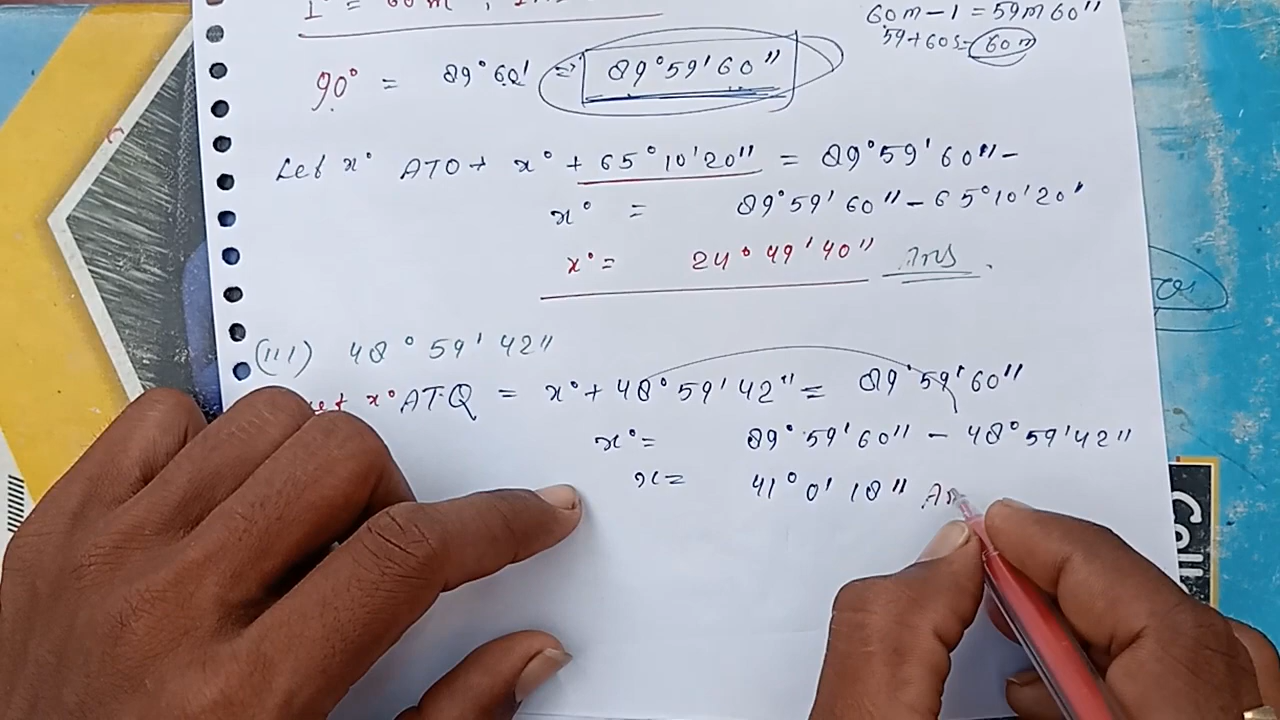 60m-1 = 59m 60"
59+60s= 60m
90° = 89°60' => 89°59'60"
Let x° ATQ x° + 65°10'20" = 89°59'60" -
x° = 89°59'60" - 65°10'20"
x° = 24°49'40" Ans.
(III) 48°59'42"
Let x° ATQ = x° + 48°59'42" = 89°59'60"
x° = 89°59'60" - 48°59'42"
x = 41°0'18" An